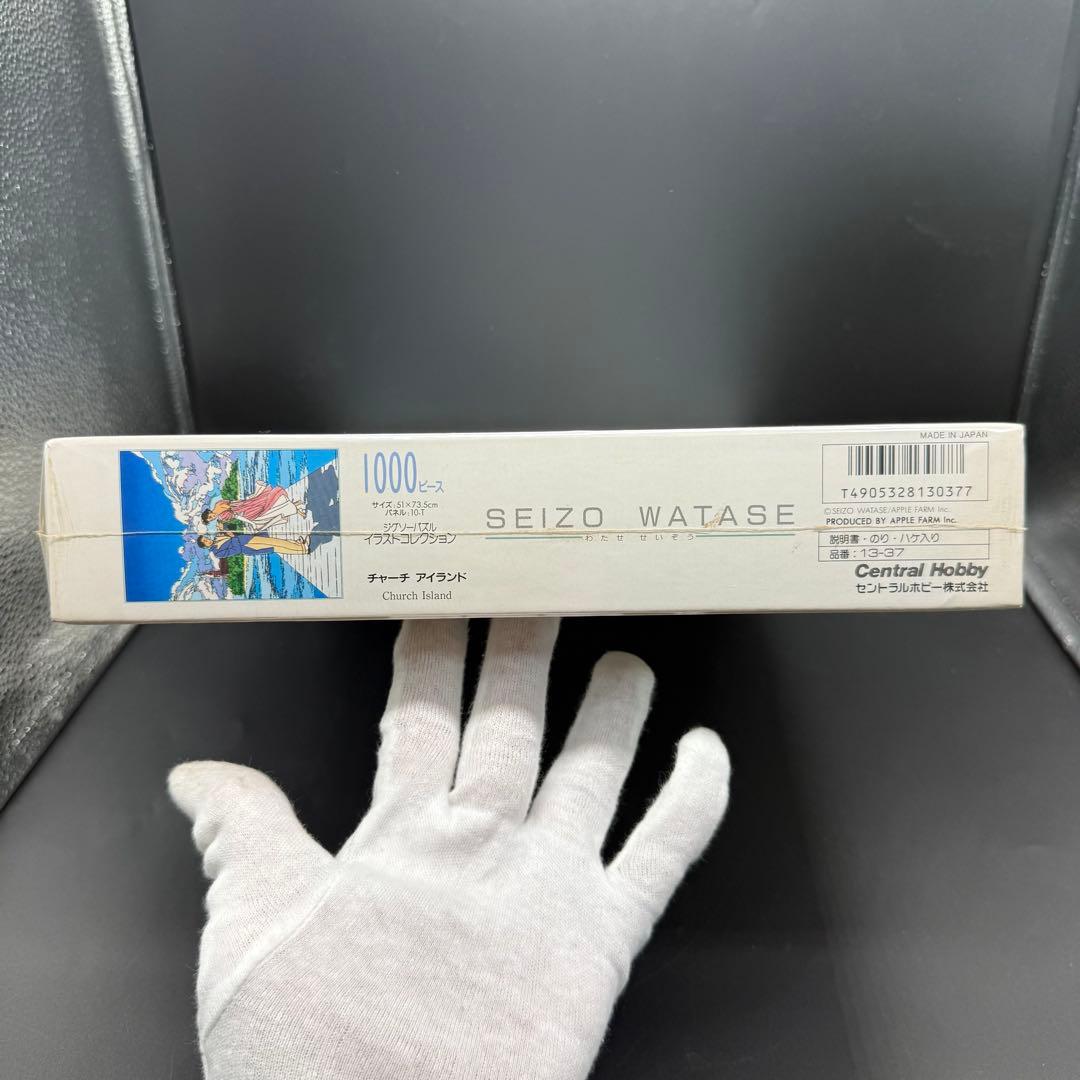 1000ピース
サイズ:51×73.5cm
パネル:10-T
ジグソーパズル
イラストコレクション
チャーチ アイランド
Church Island
SEIZO WATASE
わたせ せいぞう
MADE IN JAPAN
T4905328130377
©SEIZO WATASE/APPLE FARM Inc.
PRODUCED BY APPLE FARM Inc.
説明書・のり・ハケ入り
品番:13-37
Central Hobby
セントラルホビー株式会社